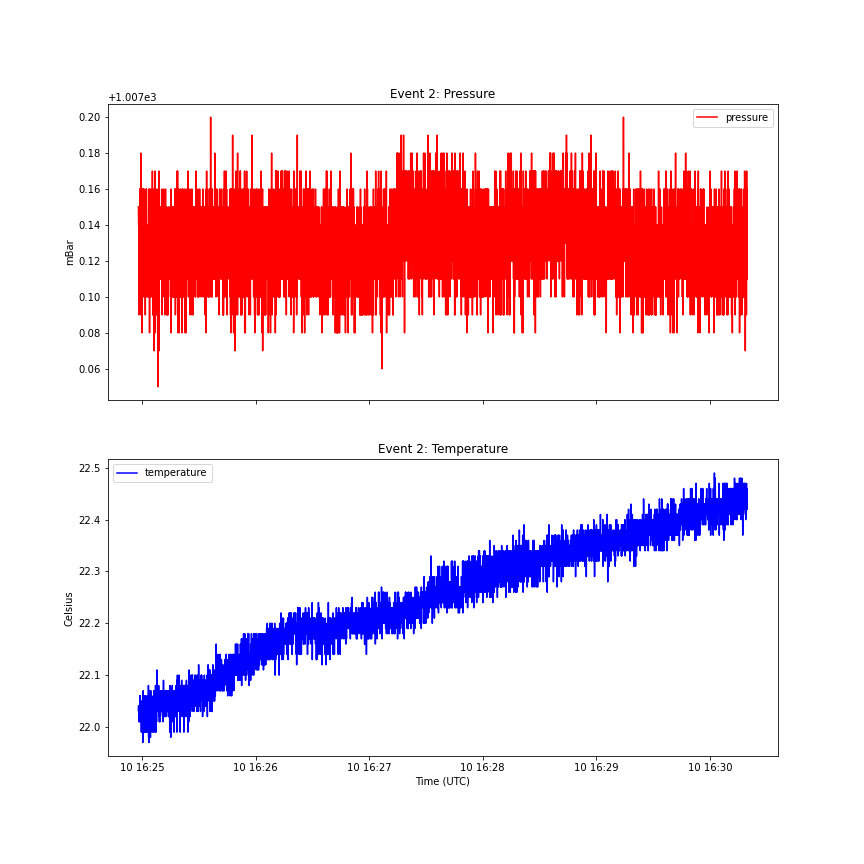 Event 2: Pressure
+1.007e3
pressure
0.20
0.18
0.16
0.14
0.12
0.10
0.08
0.06
mBar
Event 2: Temperature
temperature
22.5
22.4
22.3
22.2
22.1
22.0
Celsius
10 16:25 10 16:26 10 16:27 10 16:28 10 16:29 10 16:30
Time (UTC)